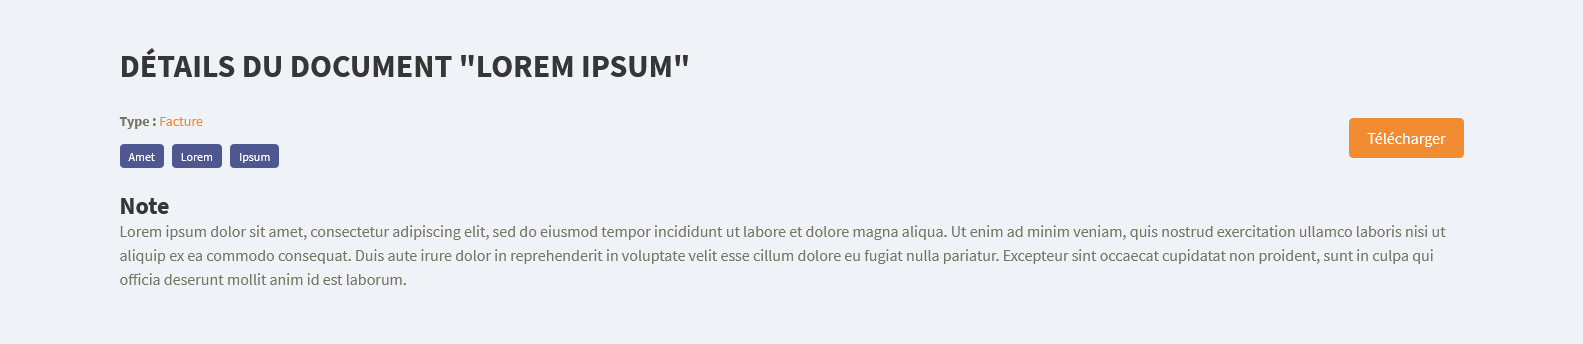 DÉTAILS DU DOCUMENT "LOREM IPSUM"
Type : Facture
Télécharger
Amet Lorem Ipsum
Note
Lorem ipsum dolor sit amet, consectetur adipiscing elit, sed do eiusmod tempor incididunt ut labore et dolore magna aliqua. Ut enim ad minim veniam, quis nostrud exercitation ullamco laboris nisi ut
aliquip ex ea commodo consequat. Duis aute irure dolor in reprehenderit in voluptate velit esse cillum dolore eu fugiat nulla pariatur. Excepteur sint occaecat cupidatat non proident, sunt in culpa qui
officia deserunt mollit anim id est laborum.